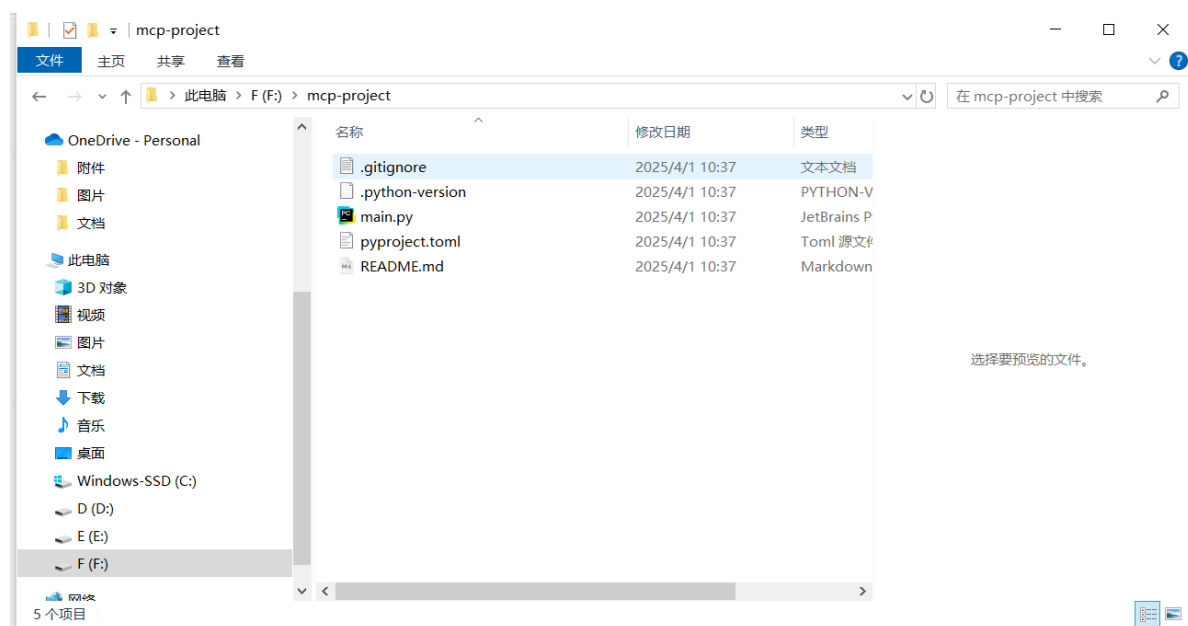 mcp-project
文件 主页 共享 查看
此电脑 F (F:) mcp-project 在 mcp-project 中搜索
OneDrive - Personal
附件
图片
文档
此电脑
3D 对象
视频
图片
文档
下载
音乐
桌面
Windows-SSD (C:)
D (D:)
E (E:)
F (F:)
网络
名称 修改日期 类型
.gitignore 2025/4/1 10:37 文本文档
.python-version 2025/4/1 10:37 PYTHON-V
main.py 2025/4/1 10:37 JetBrains P
pyproject.toml 2025/4/1 10:37 Toml 源文件
README.md 2025/4/1 10:37 Markdown
选择要预览的文件。
5 个项目